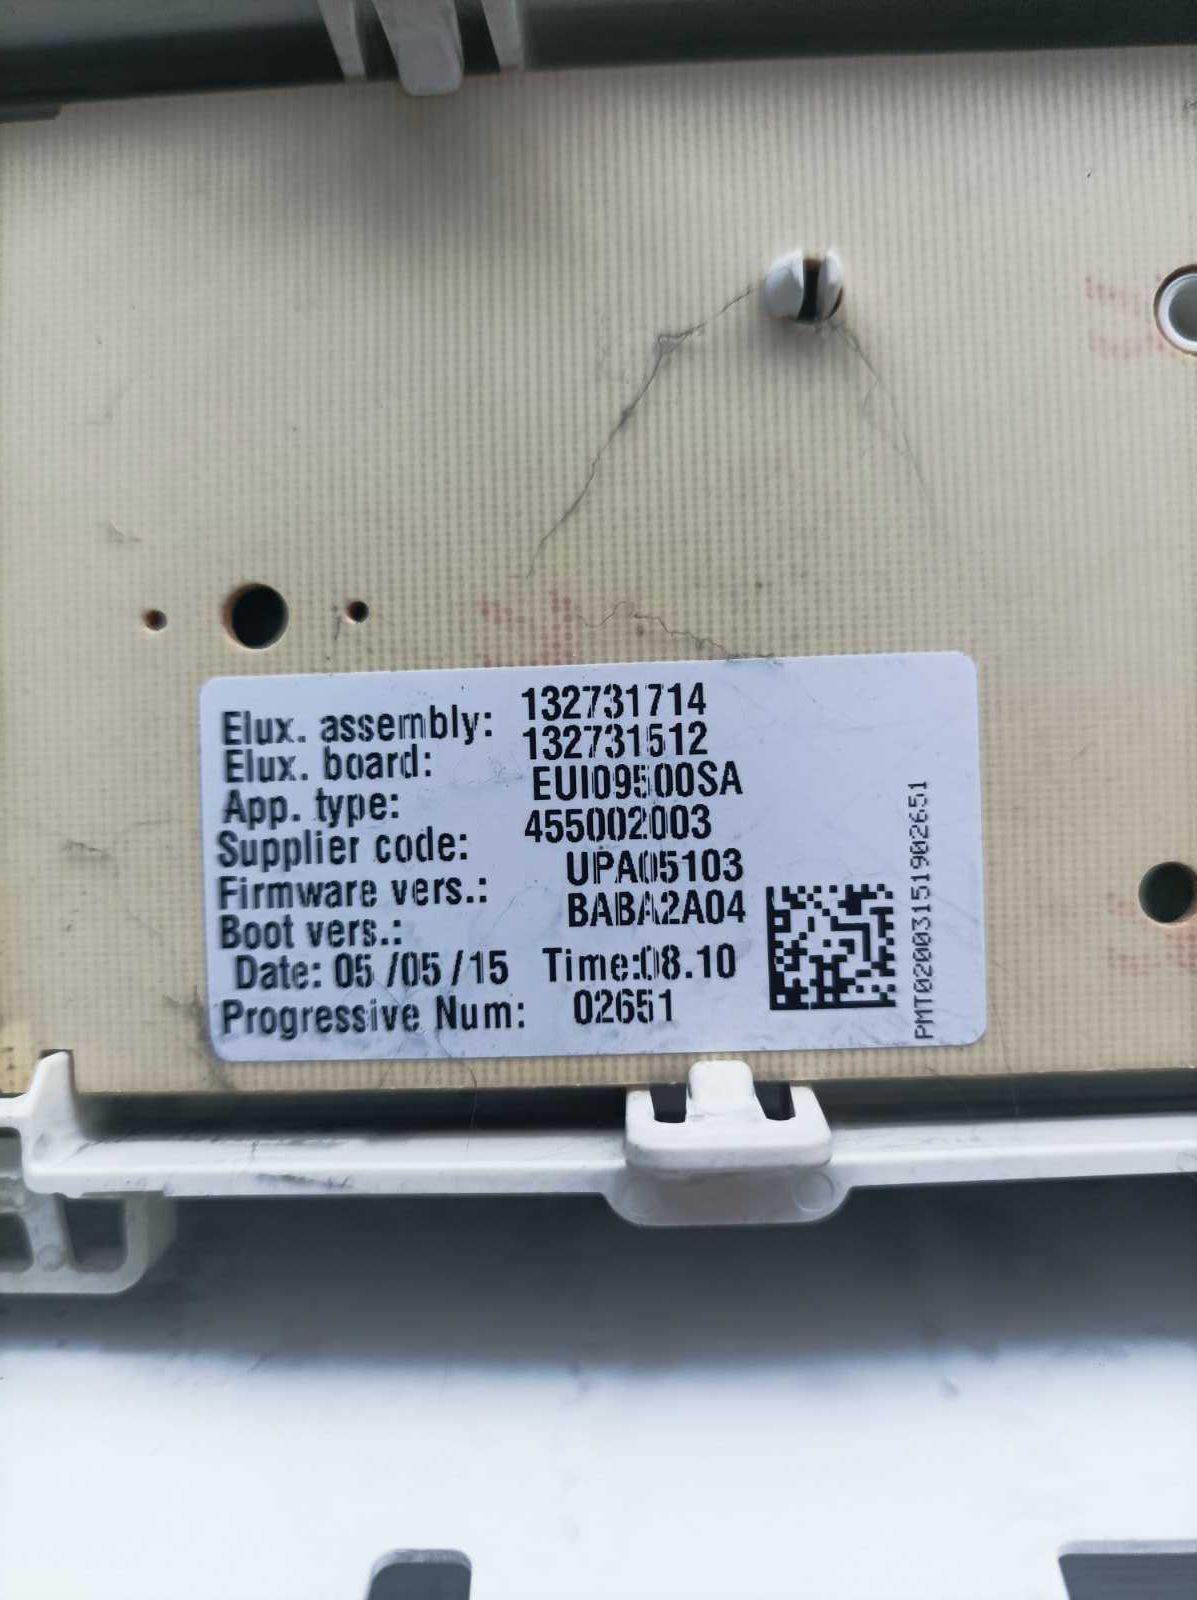 Elux. assembly: 132731714
Elux. board: 132731512
App. type: EUI09500SA
Supplier code: 455002003
Firmware vers.: UPA05103
Boot vers.: BABA2A04
Date: 05 /05 /15 Time:08.10
Progressive Num: 02651
PMT02003151902651